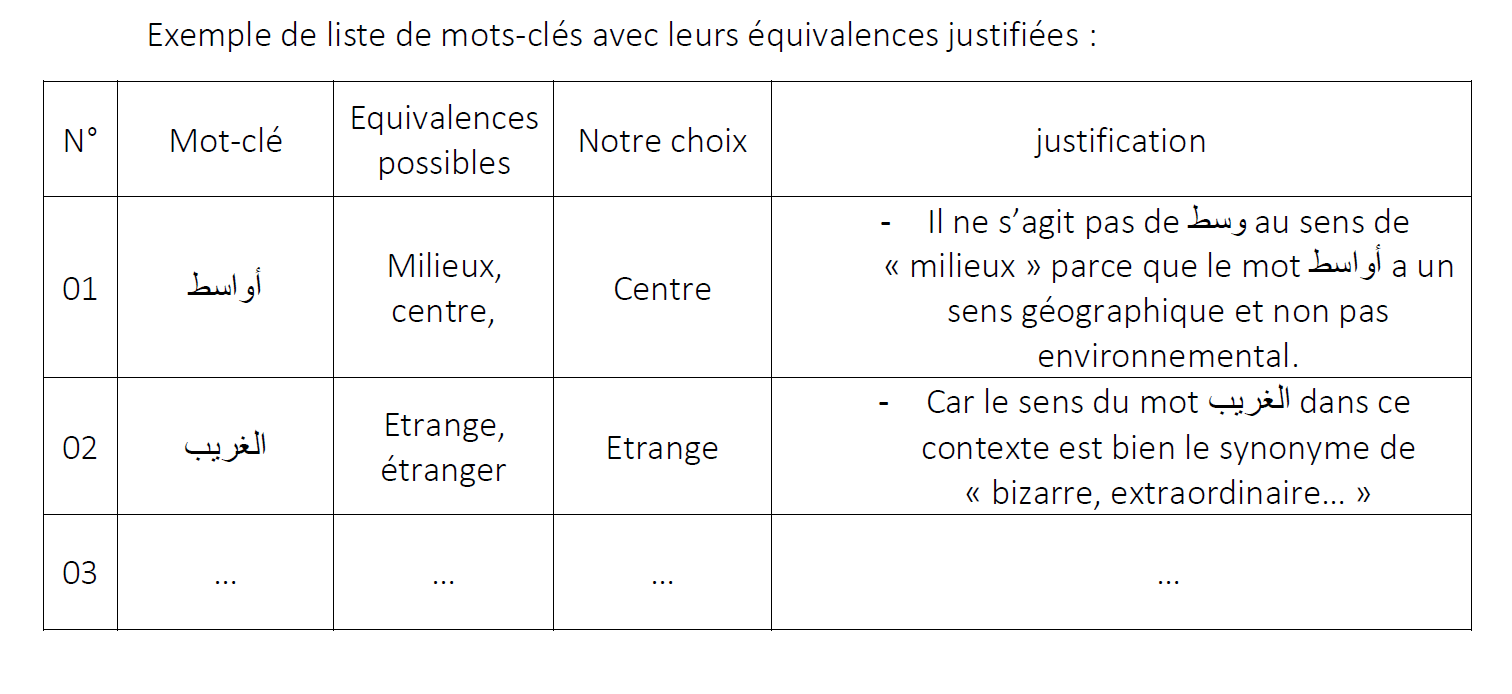 Exemple de liste de mots-clés avec leurs équivalences justifiées :
N°
Mot-clé
Equivalences
possibles
Notre choix
justification
01
أواسط
Milieux,
centre,
Centre
- Il ne s’agit pas de وسط au sens de
« milieux » parce que le mot أواسط a un
sens géographique et non pas
environnemental.
02
الغريب
Etrange,
étranger
Etrange
- Car le sens du mot الغريب dans ce
contexte est bien le synonyme de
« bizarre, extraordinaire... »
03
...
...
...
...